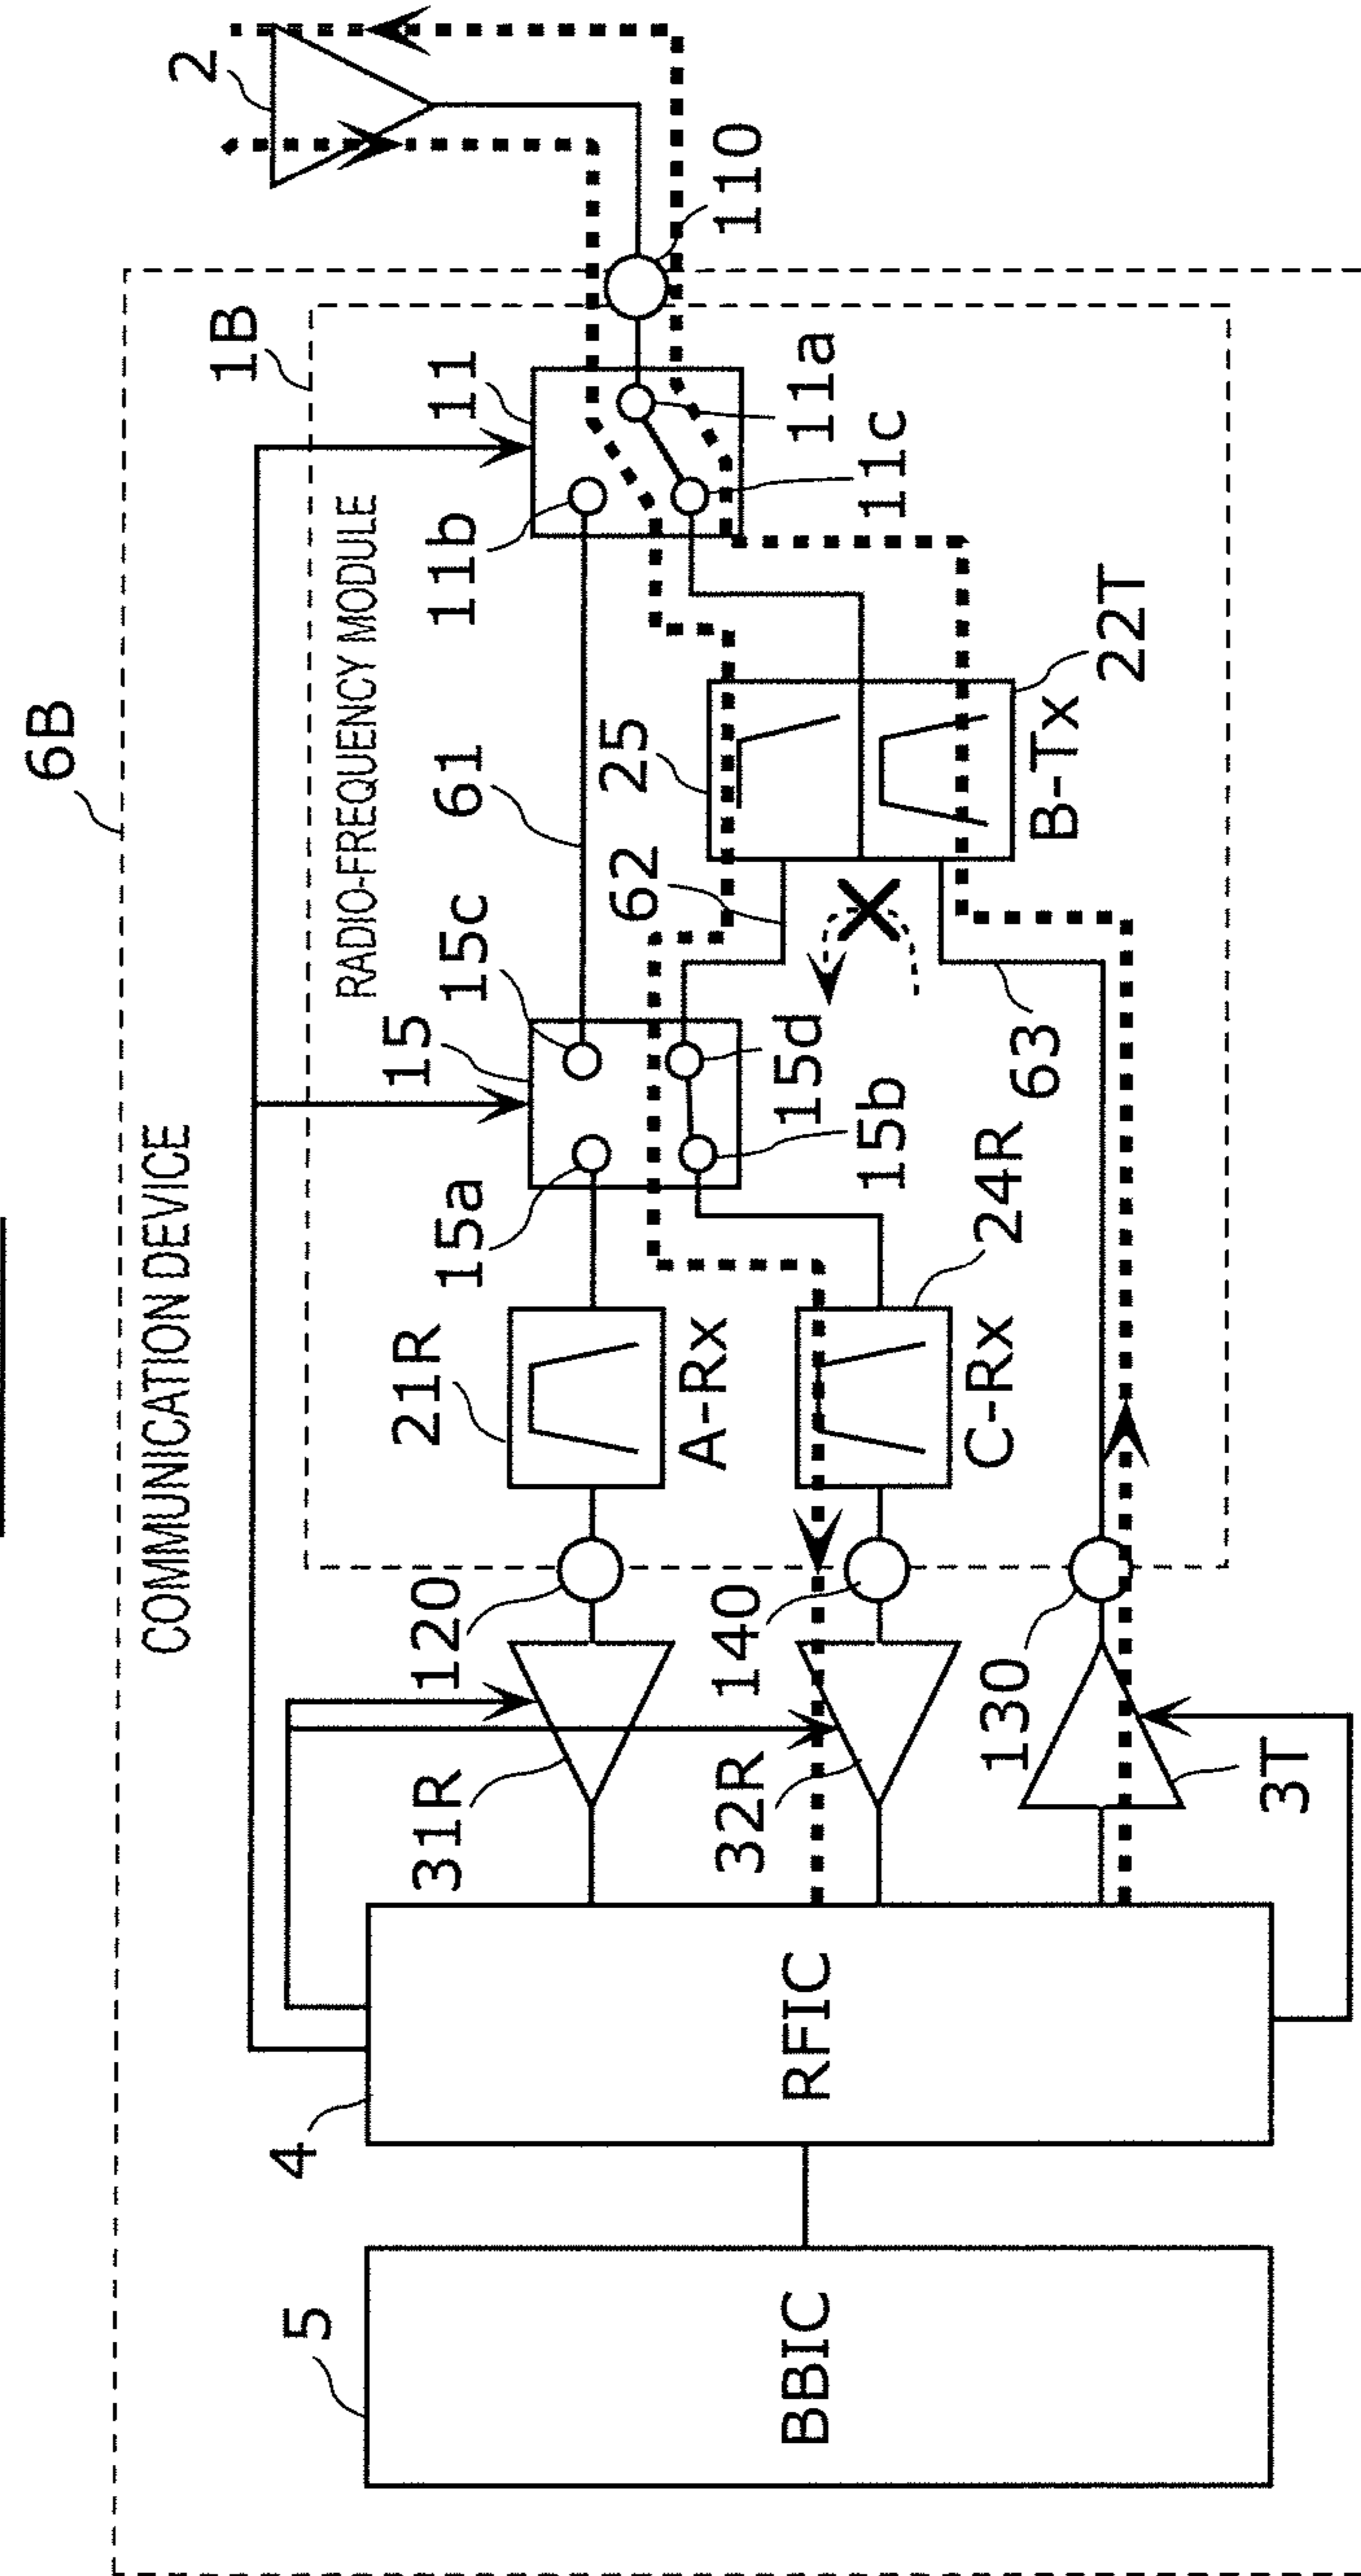 6B
COMMUNICATION DEVICE
1B
RADIO-FREQUENCY MODULE
2
5
4
31R
120
21R
15a
15
15c
61
11b
11
BBIC
RFIC
A-Rx
62
25
110
11a
11c
32R
140
C-Rx
24R
15b
15d
B-Tx
22T
130
63
3T